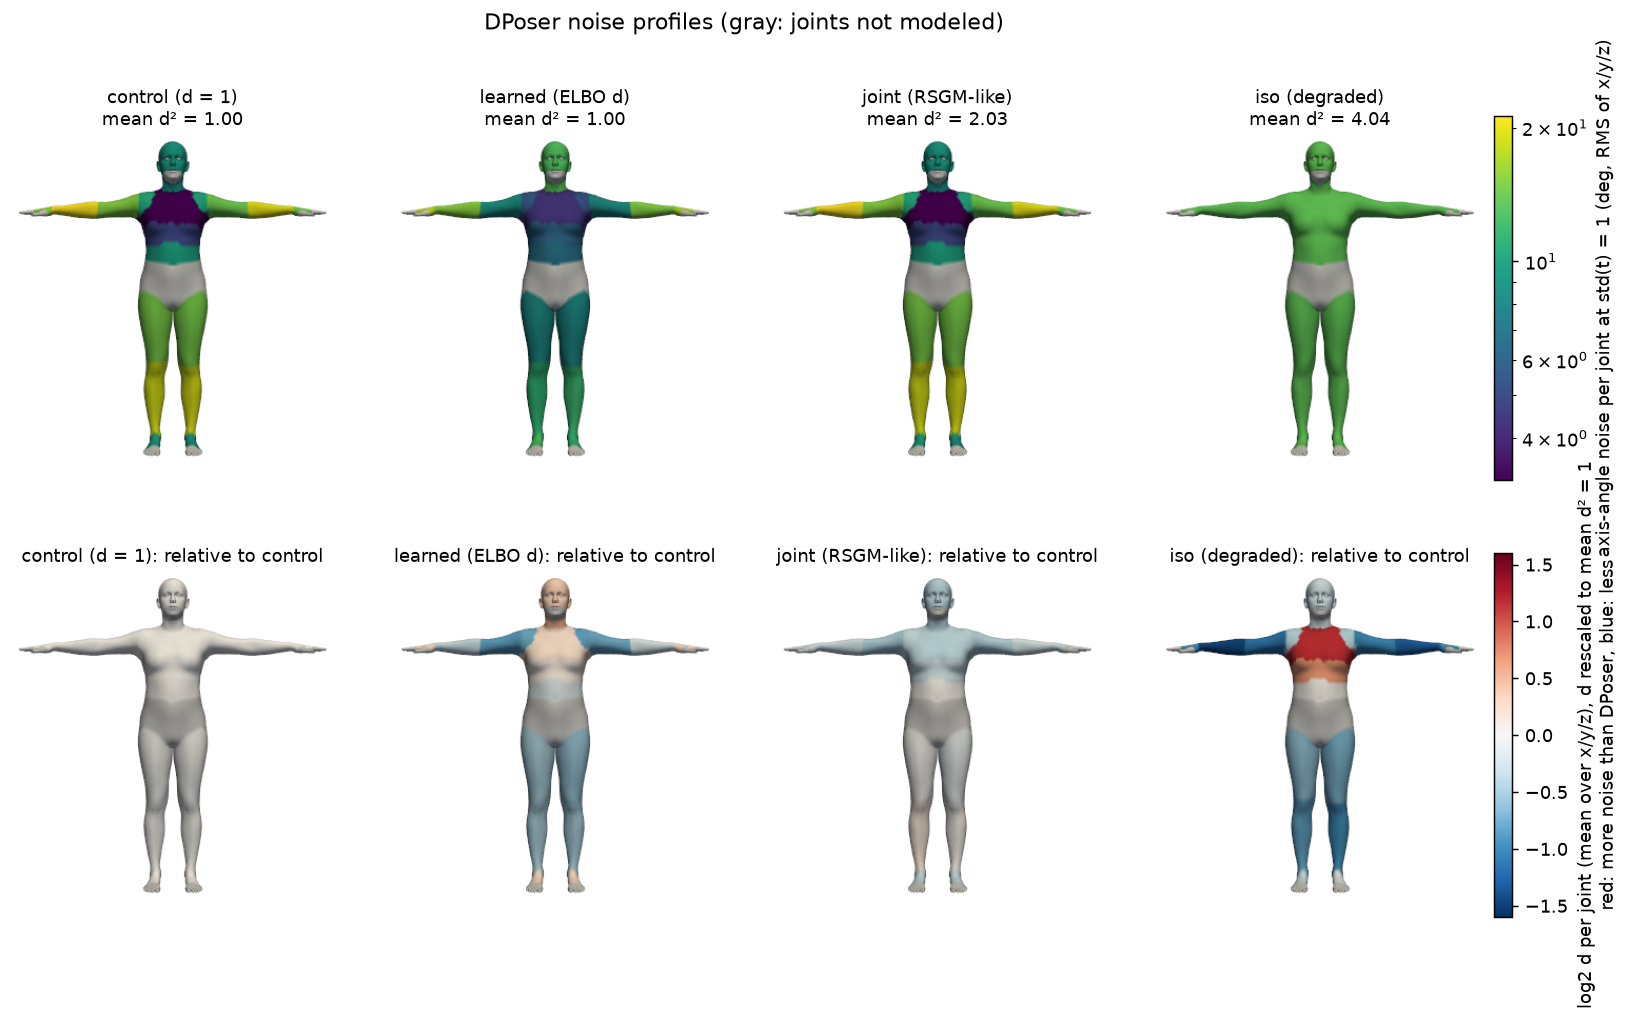 DPoser noise profiles (gray: joints not modeled)
control (d = 1)
mean d² = 1.00
learned (ELBO d)
mean d² = 1.00
joint (RSGM-like)
mean d² = 2.03
iso (degraded)
mean d² = 4.04
2 × 10¹
10¹
6 × 10⁰
4 × 10⁰
axis-angle noise per joint at std(t) = 1 (deg, RMS of x/y/z)
control (d = 1): relative to control
learned (ELBO d): relative to control
joint (RSGM-like): relative to control
iso (degraded): relative to control
1.5
1.0
0.5
0.0
−0.5
−1.0
−1.5
log2 d per joint (mean over x/y/z), d rescaled to mean d² = 1
red: more noise than DPoser, blue: less